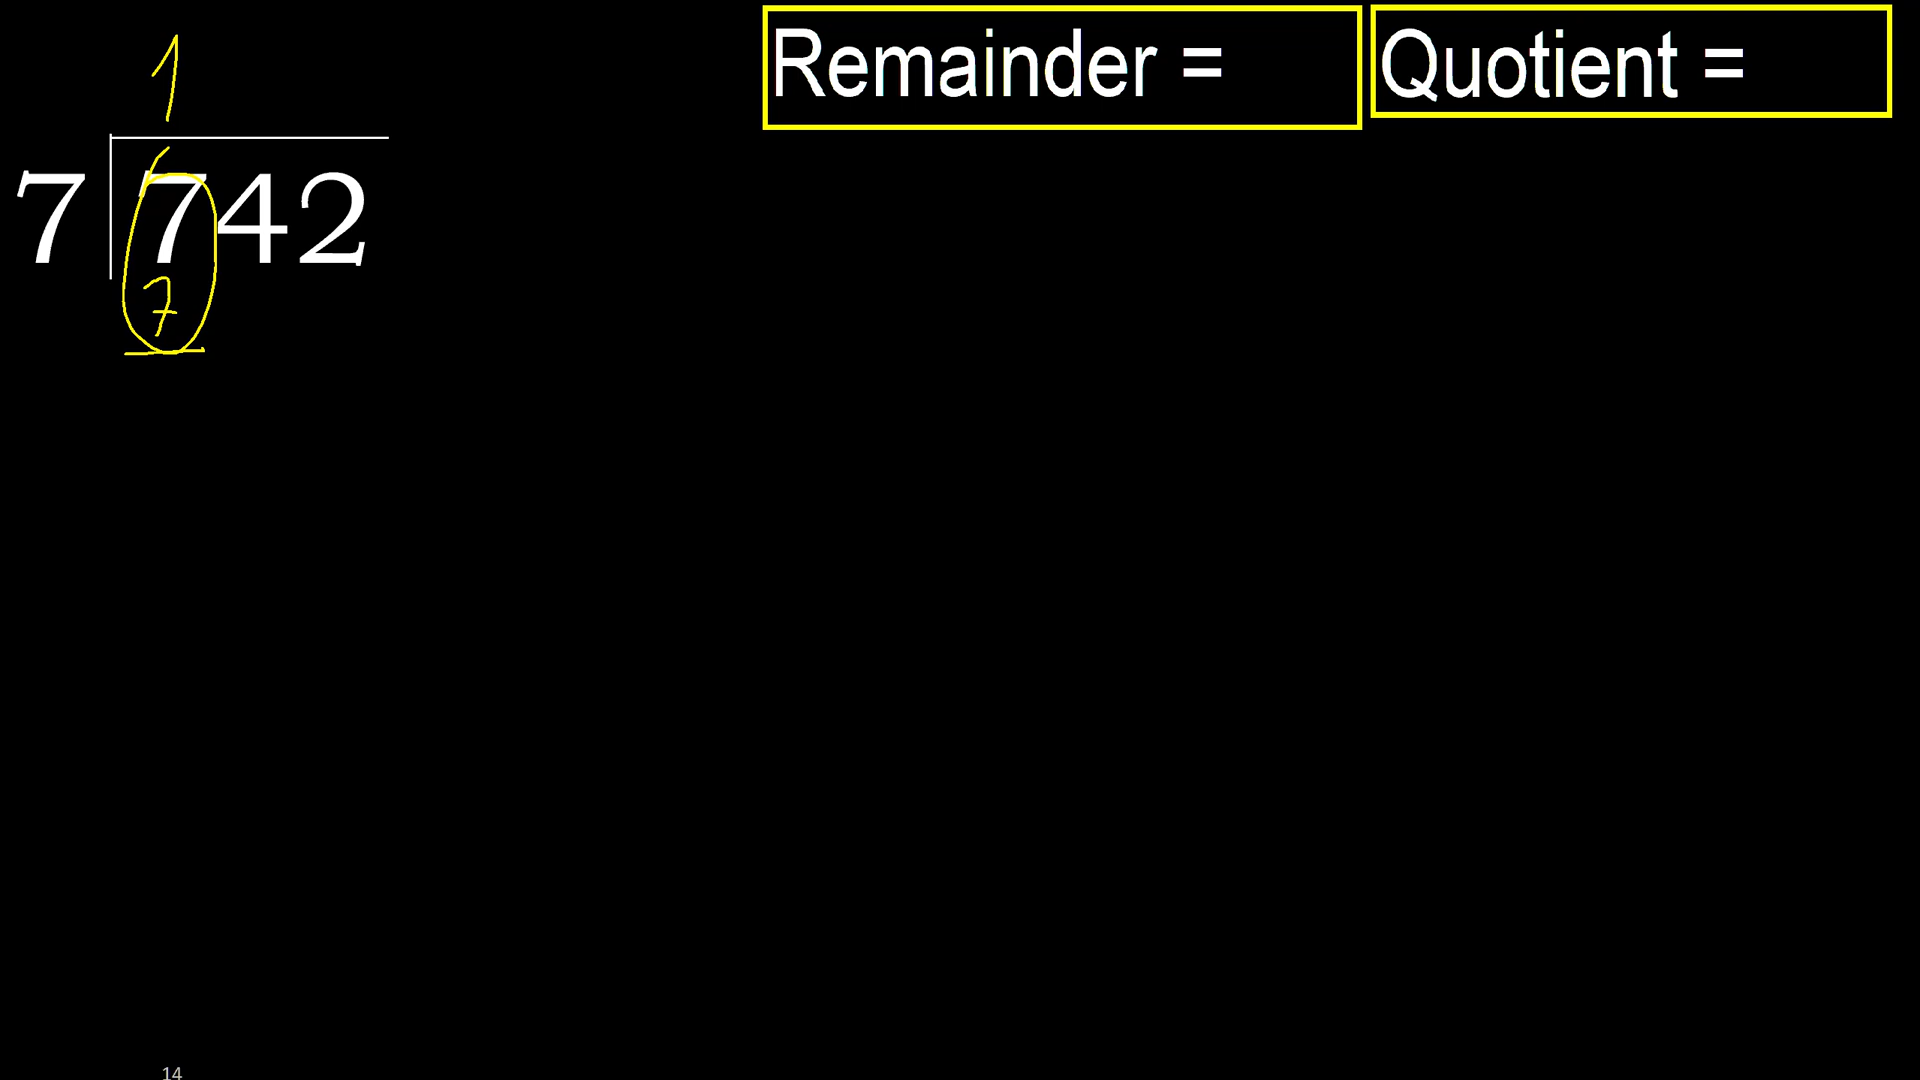 1
Remainder =
Quotient =
7 742
7
14